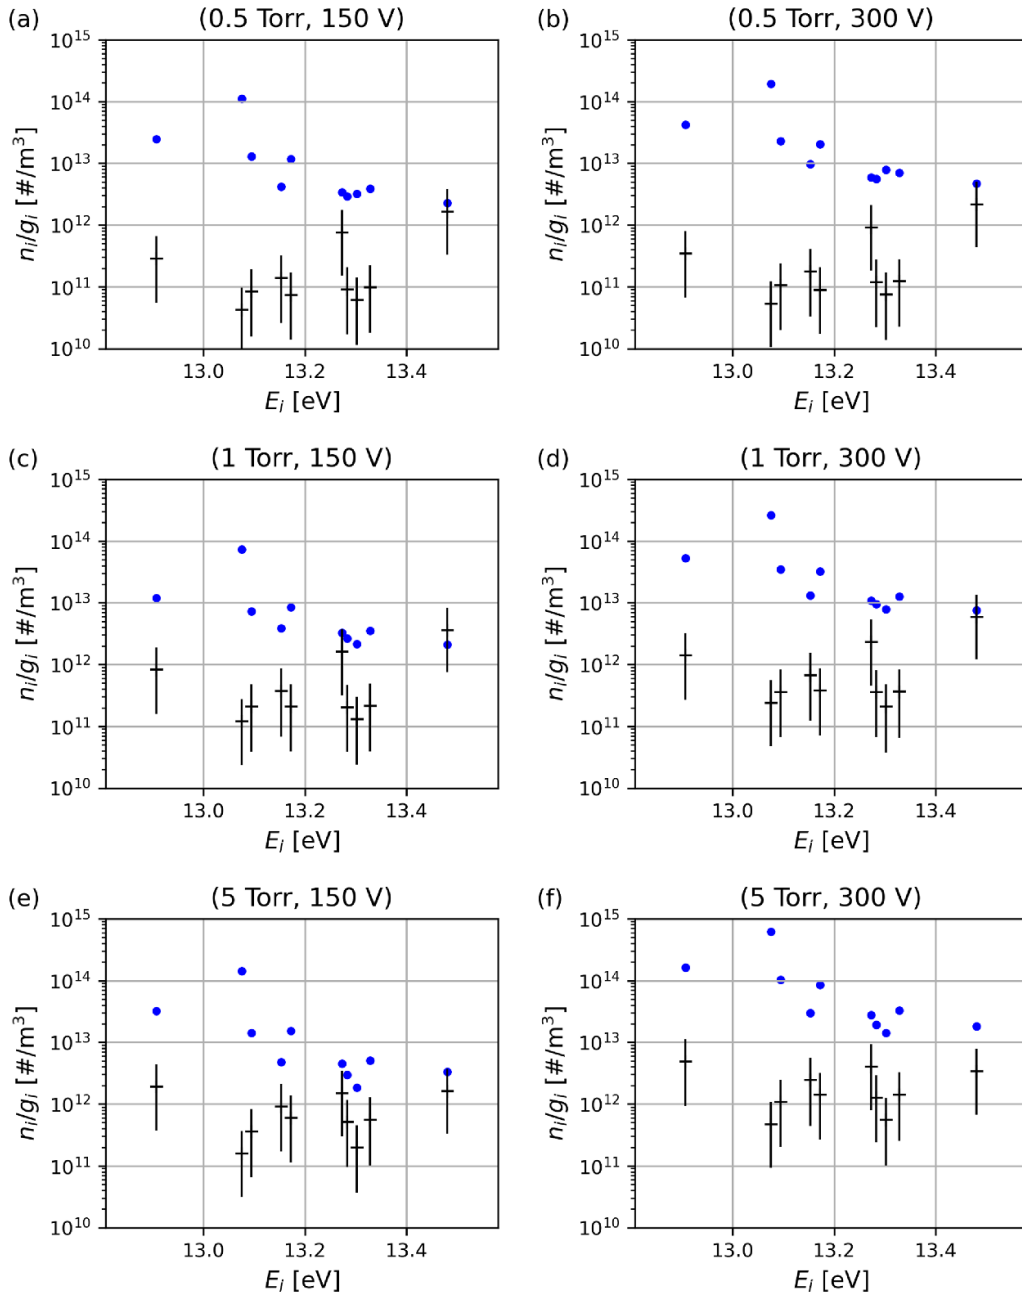 (a) (0.5 Torr, 150 V)
10^15
10^14
10^13
10^12
10^11
10^10
n_i/g_i [#/m^3]
13.0 13.2 13.4
E_i [eV]
(b) (0.5 Torr, 300 V)
10^15
10^14
10^13
10^12
10^11
10^10
n_i/g_i [#/m^3]
13.0 13.2 13.4
E_i [eV]
(c) (1 Torr, 150 V)
10^15
10^14
10^13
10^12
10^11
10^10
n_i/g_i [#/m^3]
13.0 13.2 13.4
E_i [eV]
(d) (1 Torr, 300 V)
10^15
10^14
10^13
10^12
10^11
10^10
n_i/g_i [#/m^3]
13.0 13.2 13.4
E_i [eV]
(e) (5 Torr, 150 V)
10^15
10^14
10^13
10^12
10^11
10^10
n_i/g_i [#/m^3]
13.0 13.2 13.4
E_i [eV]
(f) (5 Torr, 300 V)
10^15
10^14
10^13
10^12
10^11
10^10
n_i/g_i [#/m^3]
13.0 13.2 13.4
E_i [eV]